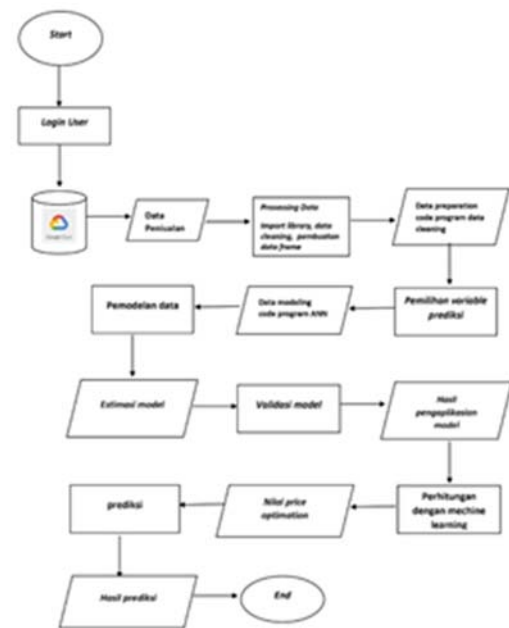 Start
Login User
Data
Penjualan
Processing Data
Import library, data
cleaning, pembuatan
data frame
Data preparation
code program data
cleaning
Pemodelan data
Data modeling
code program ANN
Pemilihan variable
prediksi
Estimasi model
Validasi model
Hasil
pengaplikasian
model
prediksi
Nilai price
optimation
Perhitungan
dengan mechine
learning
Hasil prediksi
End